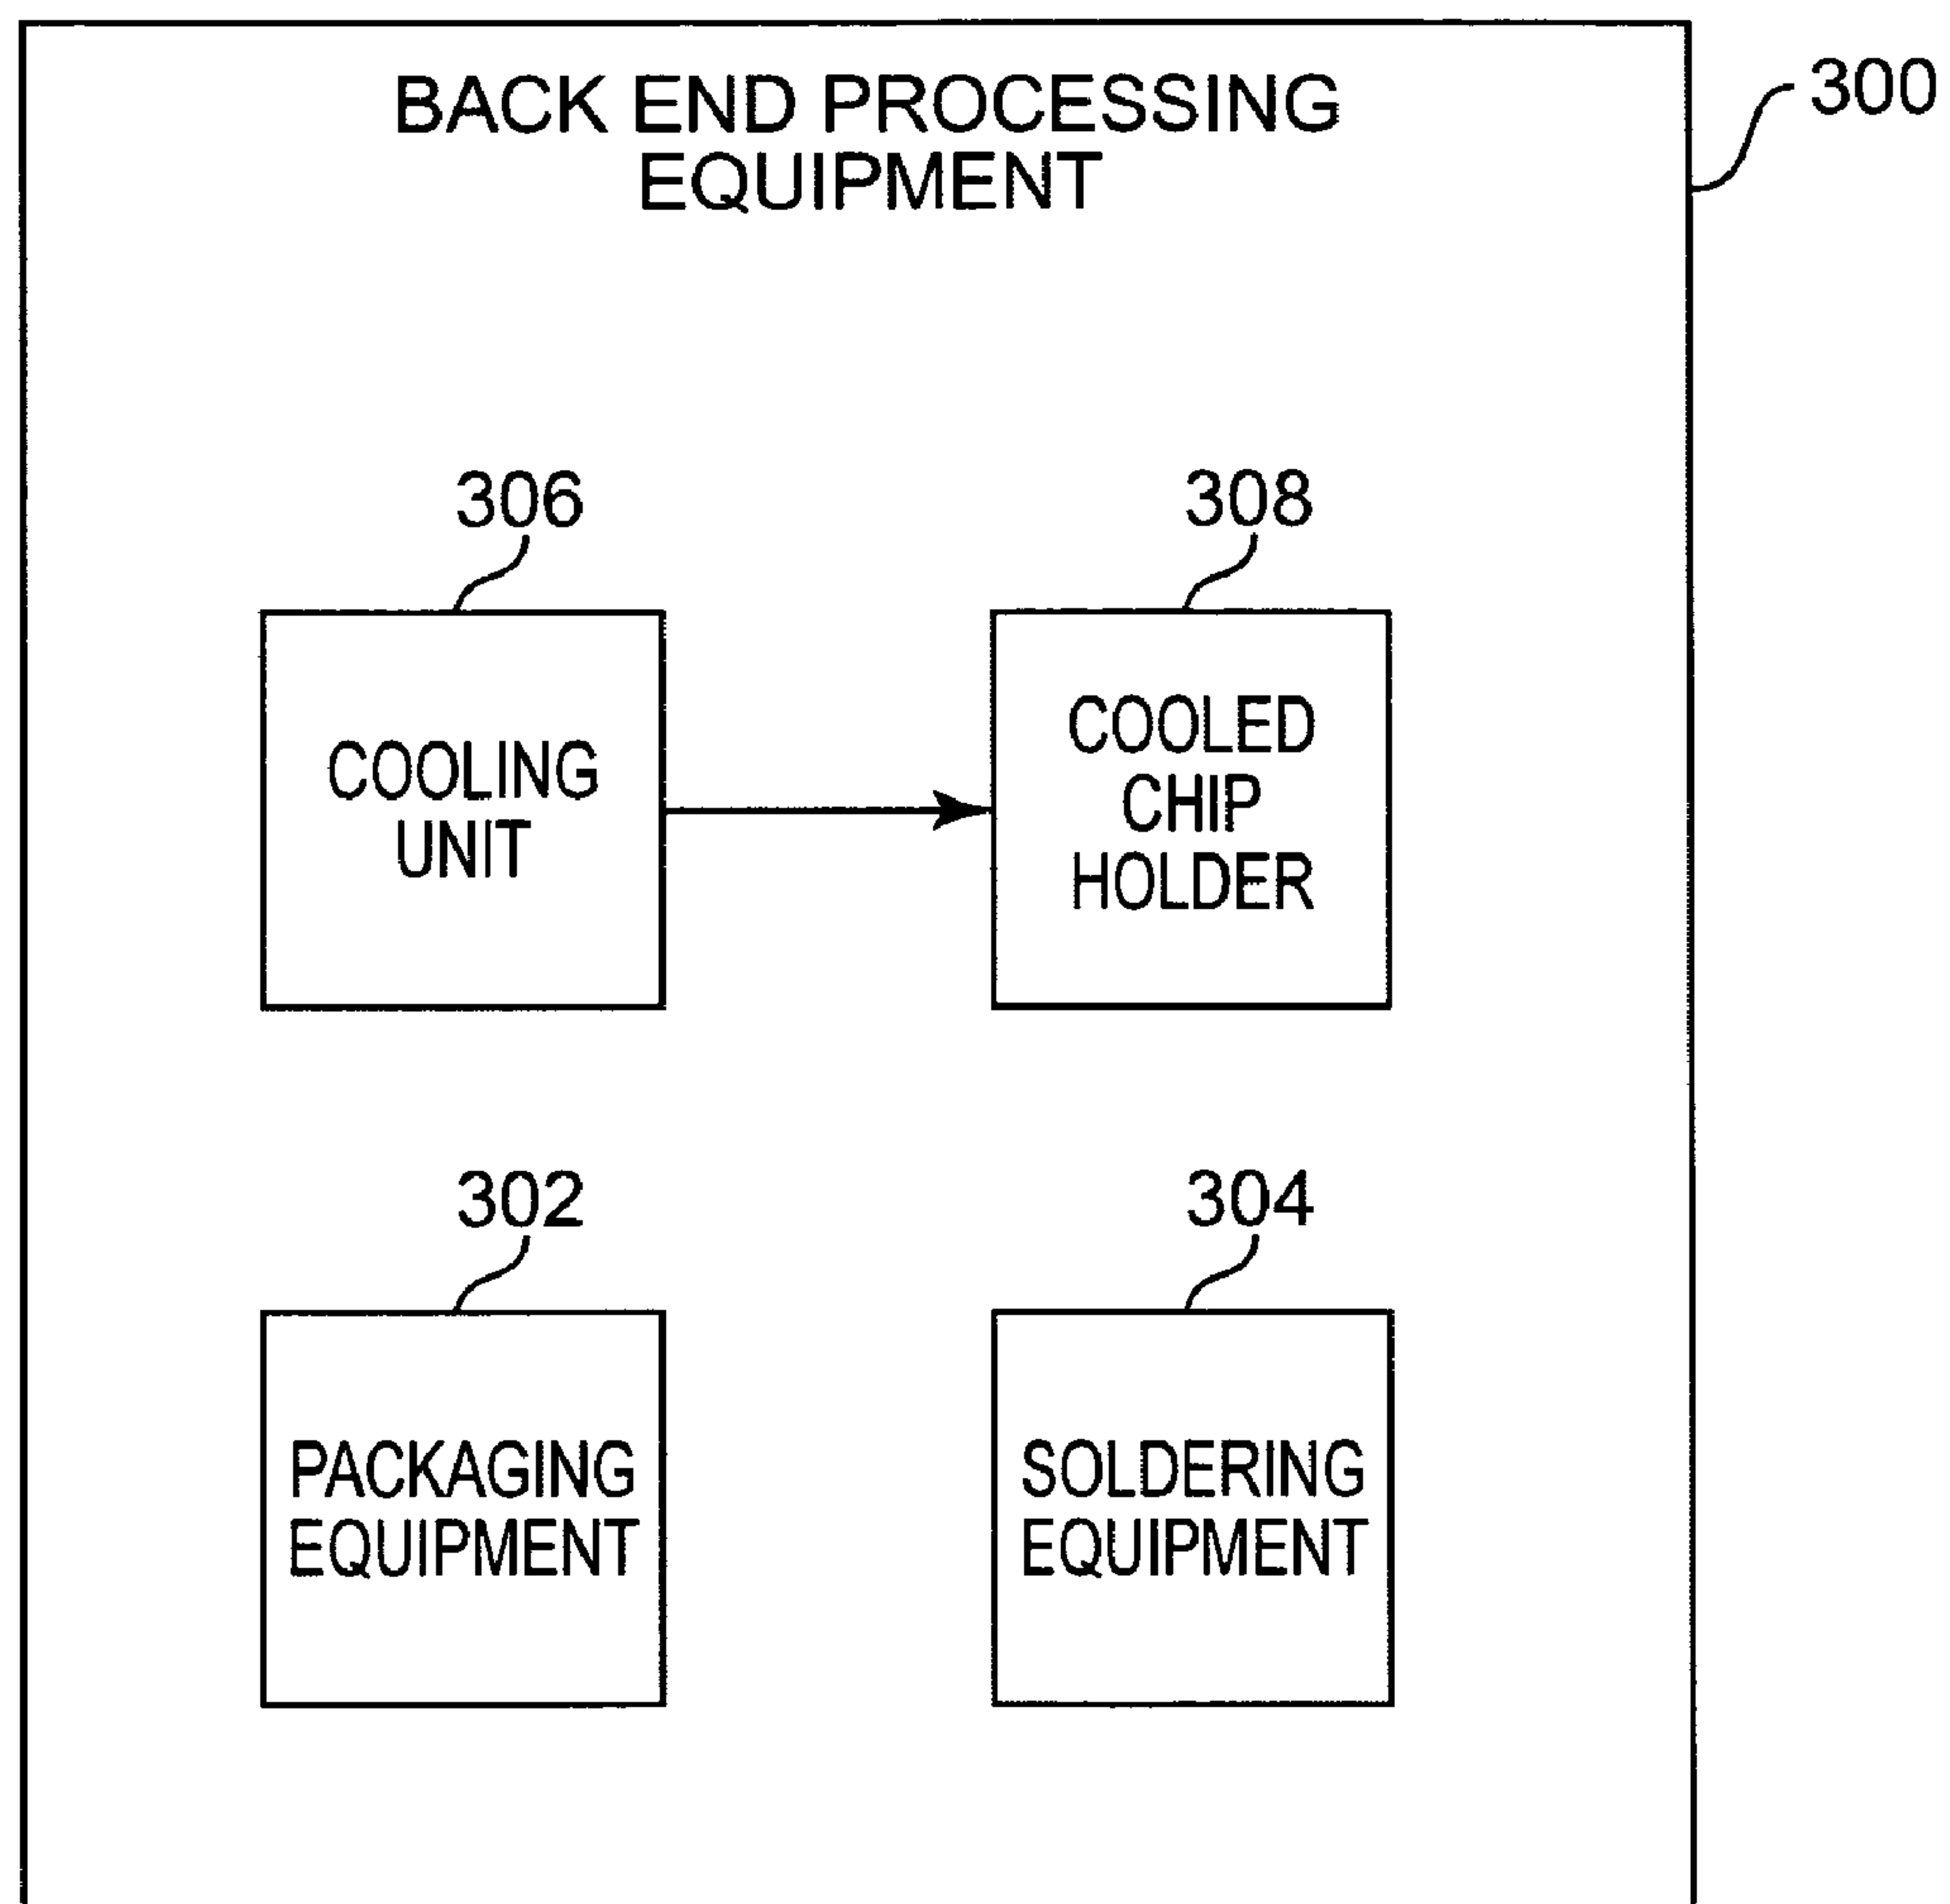 BACK END PROCESSING
EQUIPMENT
300
306
308
COOLING
UNIT
COOLED
CHIP
HOLDER
302
304
PACKAGING
EQUIPMENT
SOLDERING
EQUIPMENT